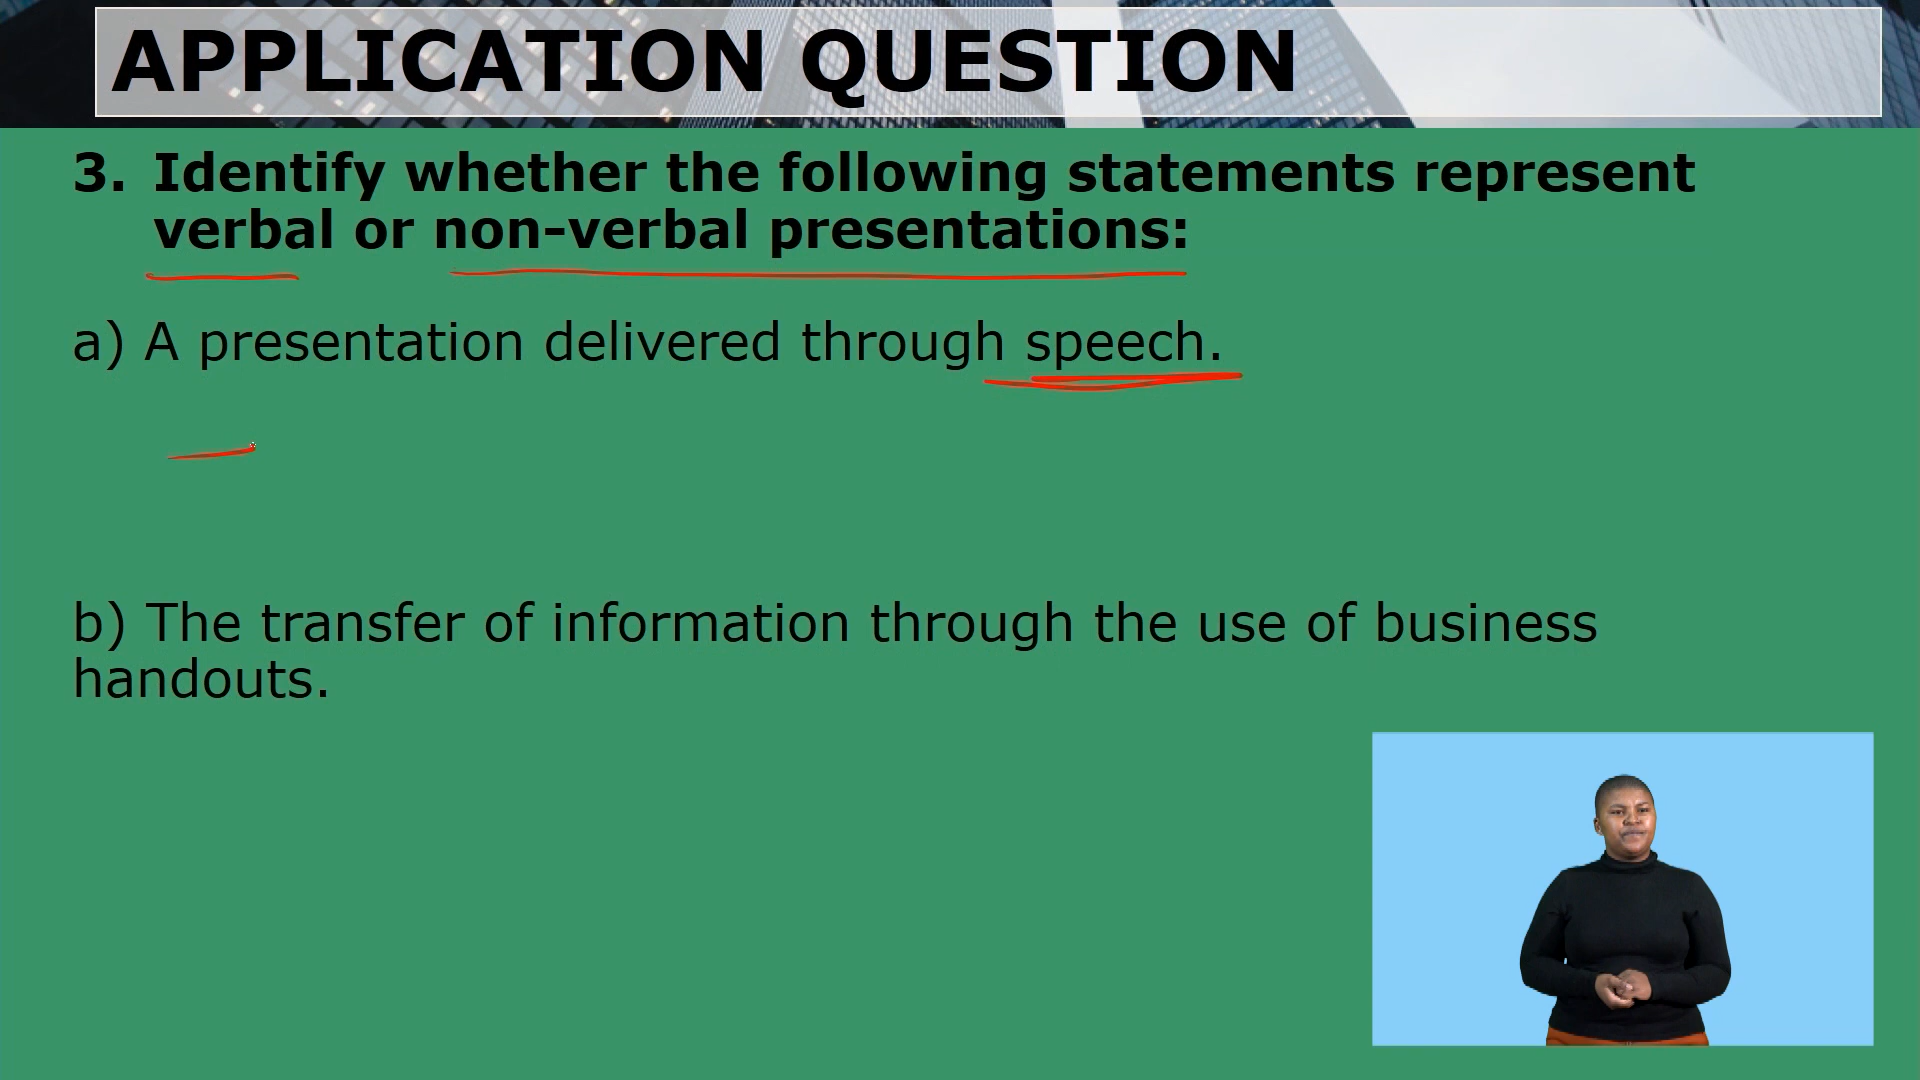 APPLICATION QUESTION
3. Identify whether the following statements represent
verbal or non-verbal presentations:
a) A presentation delivered through speech.
b) The transfer of information through the use of business
handouts.